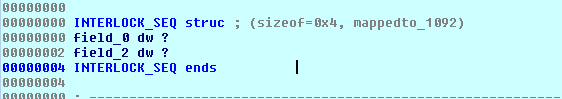 00000000
00000000 INTERLOCK_SEQ struc ; (sizeof=0x4, mappedto_1092)
00000000 field_0 dw ?
00000002 field_2 dw ?
00000004 INTERLOCK_SEQ ends
00000004
00000000 ; ---------------------------------------------------------------------------